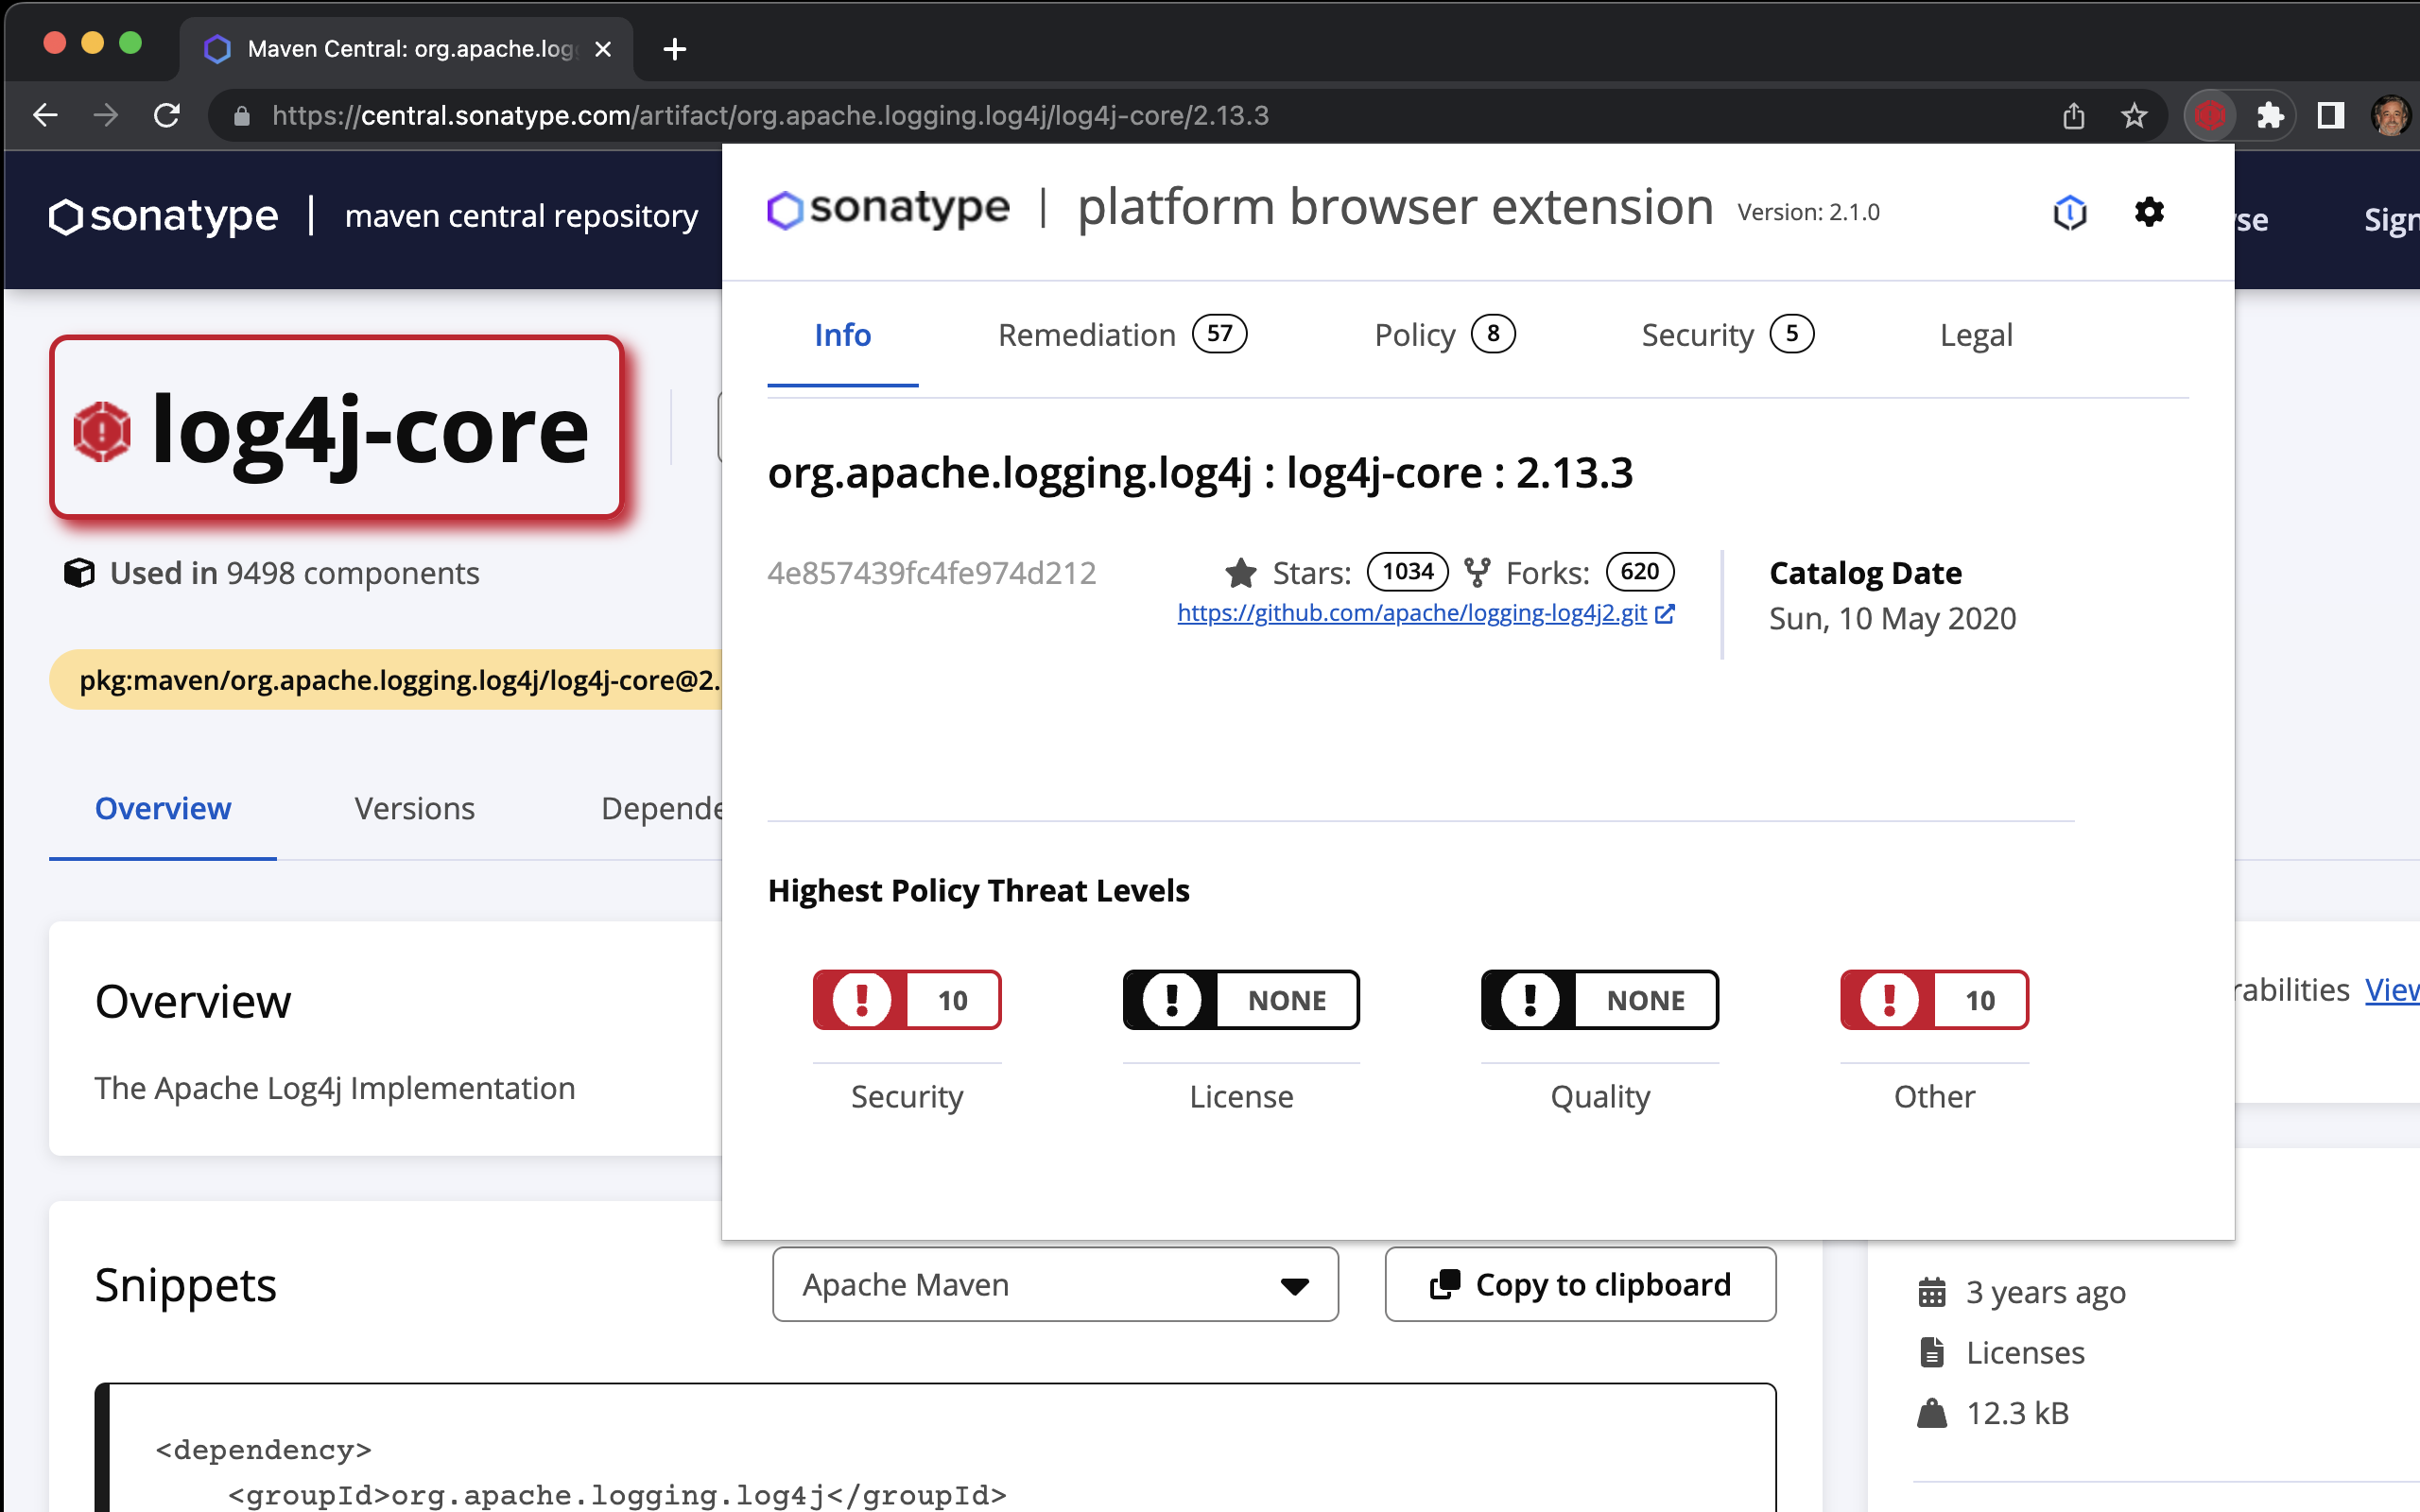 Maven Central: org.apache.log
https://central.sonatype.com/artifact/org.apache.logging.log4j/log4j-core/2.13.3
sonatype | maven central repository
Sign
sonatype | platform browser extension Version: 2.1.0
Info Remediation 57 Policy 8 Security 5 Legal
log4j-core
org.apache.logging.log4j : log4j-core : 2.13.3
Used in 9498 components
4e857439fc4fe974d212 Stars: 1034 Forks: 620
https://github.com/apache/logging-log4j2.git
Catalog Date
Sun, 10 May 2020
pkg:maven/org.apache.logging.log4j/log4j-core@2.
Overview Versions Depende
Highest Policy Threat Levels
10 NONE NONE 10
Security License Quality Other
Overview
The Apache Log4j Implementation
rabilities View
Snippets
Apache Maven
Copy to clipboard
3 years ago
Licenses
12.3 kB
<dependency>
<groupId>org.apache.logging.log4j</groupId>